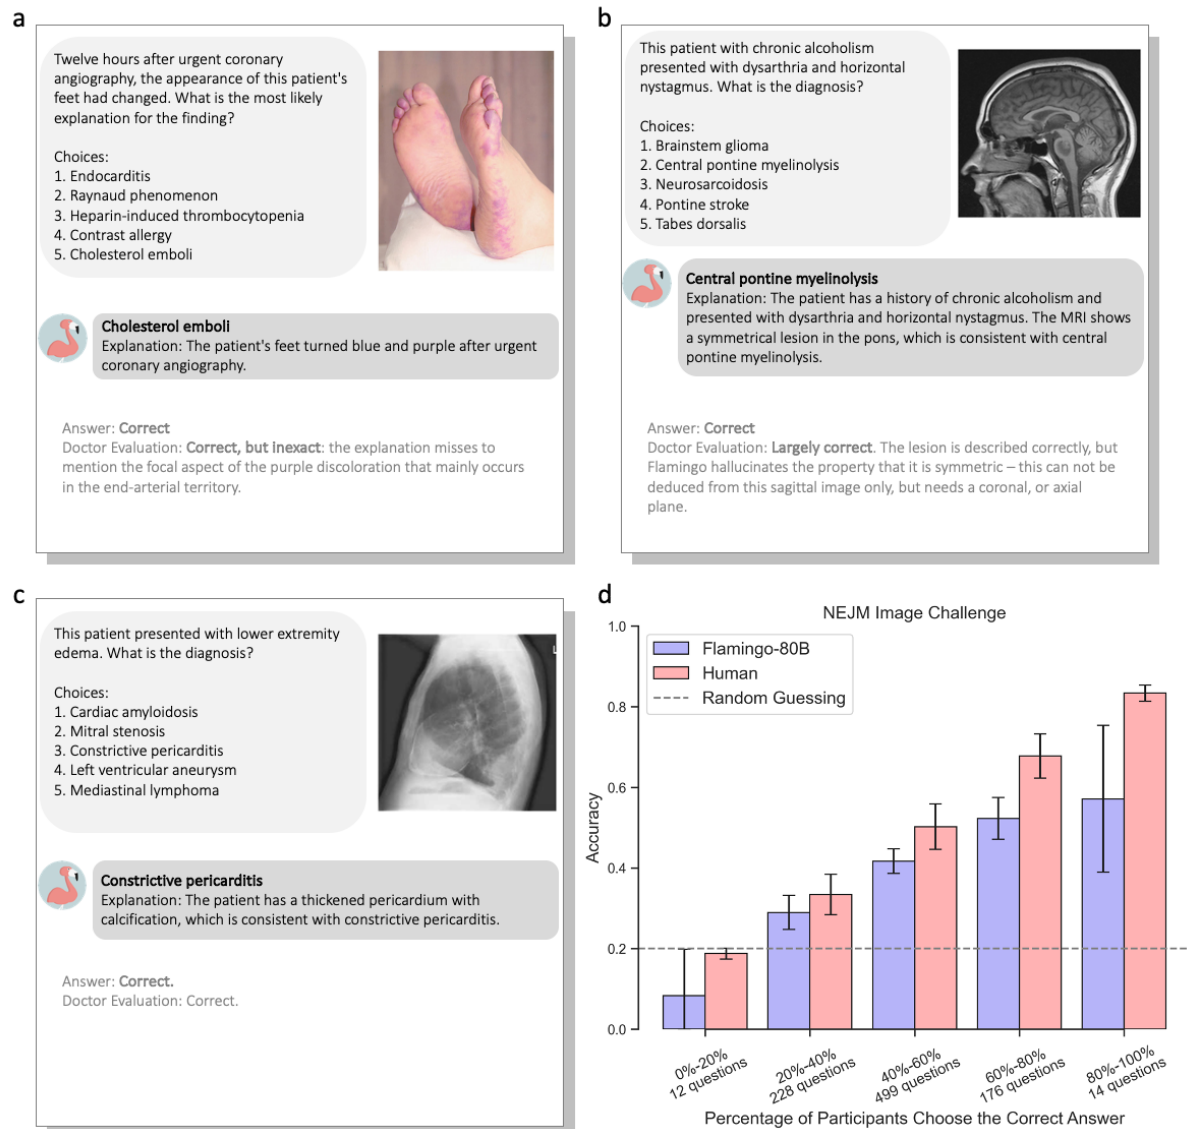 a
Twelve hours after urgent coronary
angiography, the appearance of this patient's
feet had changed. What is the most likely
explanation for the finding?
Choices:
1. Endocarditis
2. Raynaud phenomenon
3. Heparin-induced thrombocytopenia
4. Contrast allergy
5. Cholesterol emboli
Cholesterol emboli
Explanation: The patient's feet turned blue and purple after urgent
coronary angiography.
Answer: Correct
Doctor Evaluation: Correct, but inexact: the explanation misses to
mention the focal aspect of the purple discoloration that mainly occurs
in the end-arterial territory.
b
This patient with chronic alcoholism
presented with dysarthria and horizontal
nystagmus. What is the diagnosis?
Choices:
1. Brainstem glioma
2. Central pontine myelinolysis
3. Neurosarcoidosis
4. Pontine stroke
5. Tabes dorsalis
Central pontine myelinolysis
Explanation: The patient has a history of chronic alcoholism and
presented with dysarthria and horizontal nystagmus. The MRI shows
a symmetrical lesion in the pons, which is consistent with central
pontine myelinolysis.
Answer: Correct
Doctor Evaluation: Largely correct. The lesion is described correctly, but
Flamingo hallucinates the property that it is symmetric – this can not be
deduced from this sagittal image only, but needs a coronal, or axial
plane.
c
This patient presented with lower extremity
edema. What is the diagnosis?
Choices:
1. Cardiac amyloidosis
2. Mitral stenosis
3. Constrictive pericarditis
4. Left ventricular aneurysm
5. Mediastinal lymphoma
L
Constrictive pericarditis
Explanation: The patient has a thickened pericardium with
calcification, which is consistent with constrictive pericarditis.
Answer: Correct.
Doctor Evaluation: Correct.
d
NEJM Image Challenge
Flamingo-80B
Human
Random Guessing
Accuracy
1.0
0.8
0.6
0.4
0.2
0.0
0%-20%
12 questions
20%-40%
228 questions
40%-60%
499 questions
60%-80%
176 questions
80%-100%
14 questions
Percentage of Participants Choose the Correct Answer